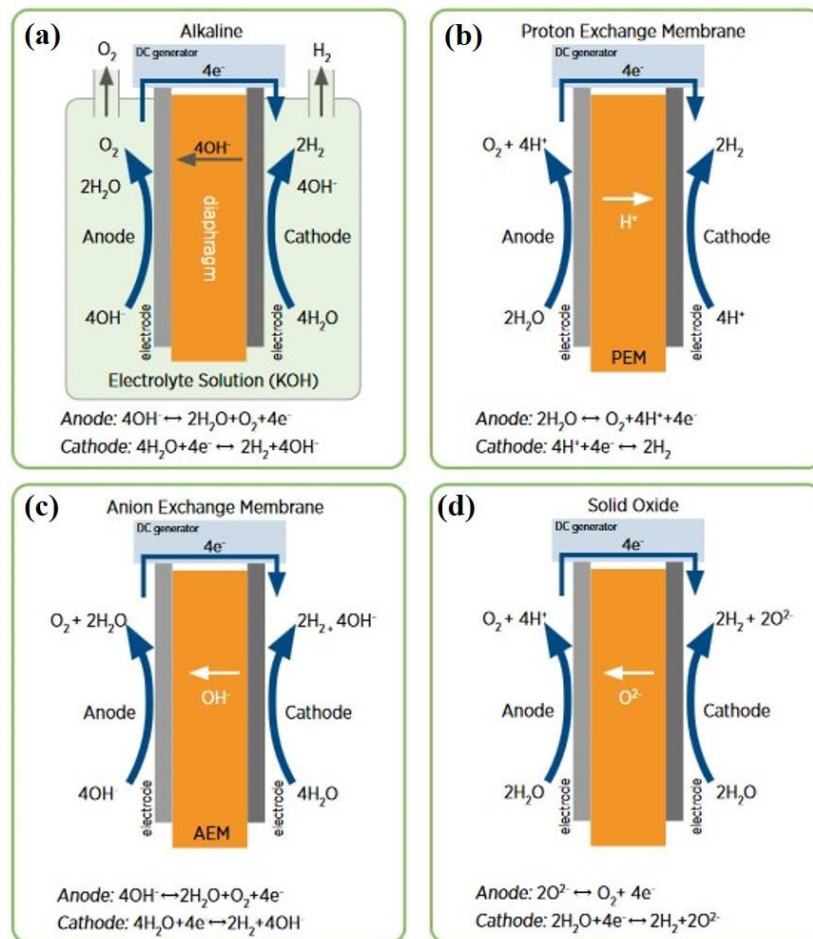 (a)
Alkaline
O₂
DC generator
H₂
4e⁻
O₂
4OH⁻
2H₂
2H₂O
4OH⁻
diaphragm
Anode
Cathode
4OH⁻
electrode
electrode
4H₂O
Electrolyte Solution (KOH)
Anode: 4OH⁻ ↔ 2H₂O+O₂+4e⁻
Cathode: 4H₂O+4e⁻ ↔ 2H₂+4OH⁻
(b)
Proton Exchange Membrane
DC generator
4e⁻
O₂ + 4H⁺
2H₂
H⁺
Anode
Cathode
2H₂O
electrode
electrode
4H⁺
PEM
Anode: 2H₂O ↔ O₂+4H⁺+4e⁻
Cathode: 4H⁺+4e⁻ ↔ 2H₂
(c)
Anion Exchange Membrane
DC generator
4e⁻
O₂ + 2H₂O
2H₂ + 4OH⁻
OH⁻
Anode
Cathode
4OH⁻
electrode
electrode
4H₂O
AEM
Anode: 4OH⁻↔2H₂O+O₂+4e⁻
Cathode: 4H₂O+4e↔2H₂+4OH⁻
(d)
Solid Oxide
DC generator
4e⁻
O₂ + 4H⁺
2H₂ + 2O²⁻
O²⁻
Anode
Cathode
2H₂O
electrode
electrode
2H₂O
Anode: 2O²⁻ ↔ O₂+ 4e⁻
Cathode: 2H₂O+4e⁻↔ 2H₂+2O²⁻